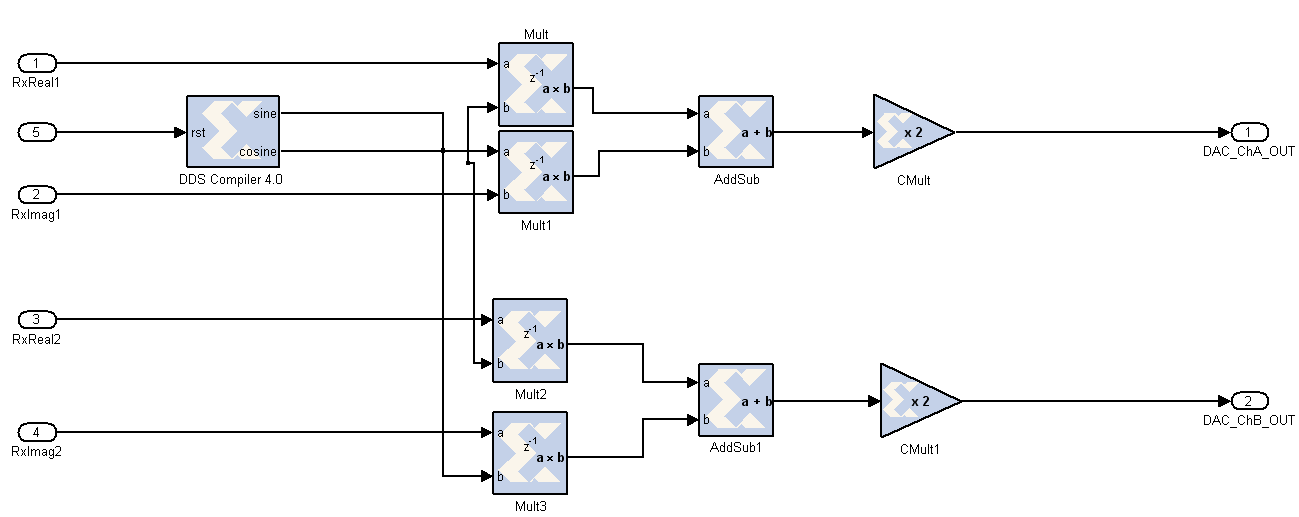 Mult
1
RxReal1
a
z-1
a x b
b
sine
5
rst
cosine
DDS Compiler 4.0
a
z-1
a x b
b
Mult1
2
RxImag1
a
a + b
b
AddSub
x 2
CMult
1
DAC_ChA_OUT
3
RxReal2
a
z-1
a x b
b
Mult2
4
RxImag2
a
z-1
a x b
b
Mult3
a
a + b
b
AddSub1
x 2
CMult1
2
DAC_ChB_OUT